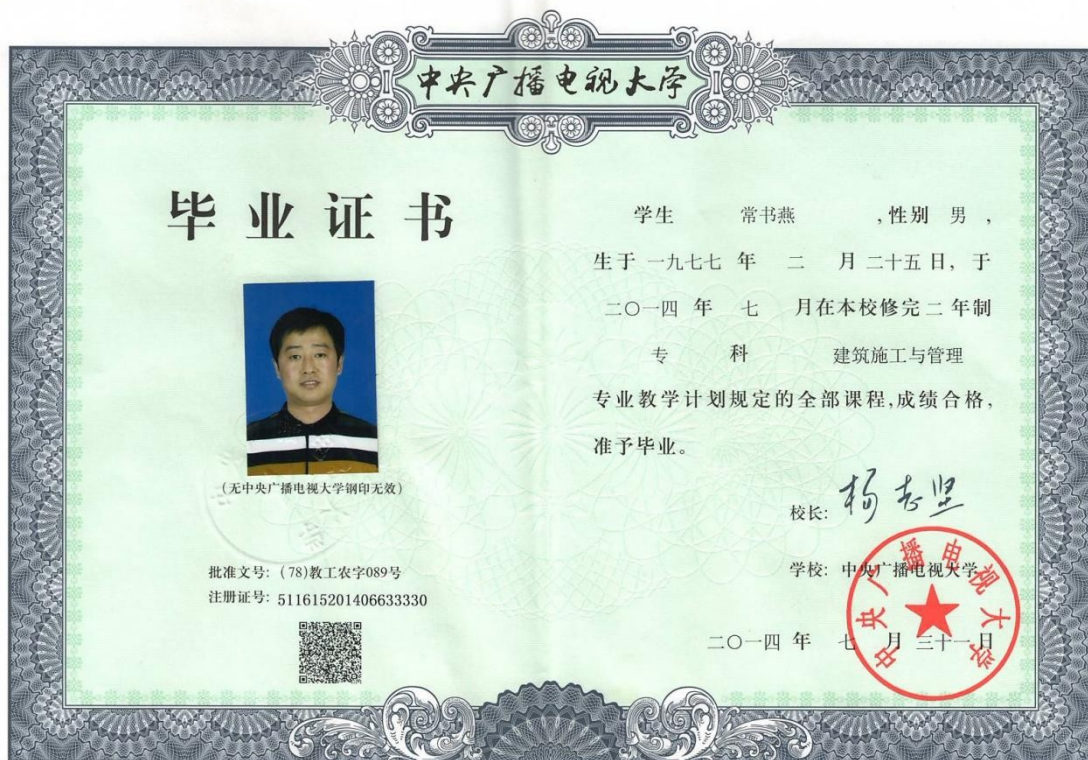 中央广播电视大学
毕业证书
(无中央广播电视大学钢印无效)
批准文号: (78)教工农字089号
注册证号: 511615201406633330
学生 常书燕 ,性别 男 ,
生于 一九七七 年 二 月 二十五 日, 于
二○一四 年 七 月在本校修完 二 年制
专 科 建筑施工与管理
专业教学计划规定的全部课程,成绩合格,
准予毕业。
校长: 杨志坚
学校: 中央广播电视大学
二○一四 年 七 月 三十一 日
中央广播电视大学